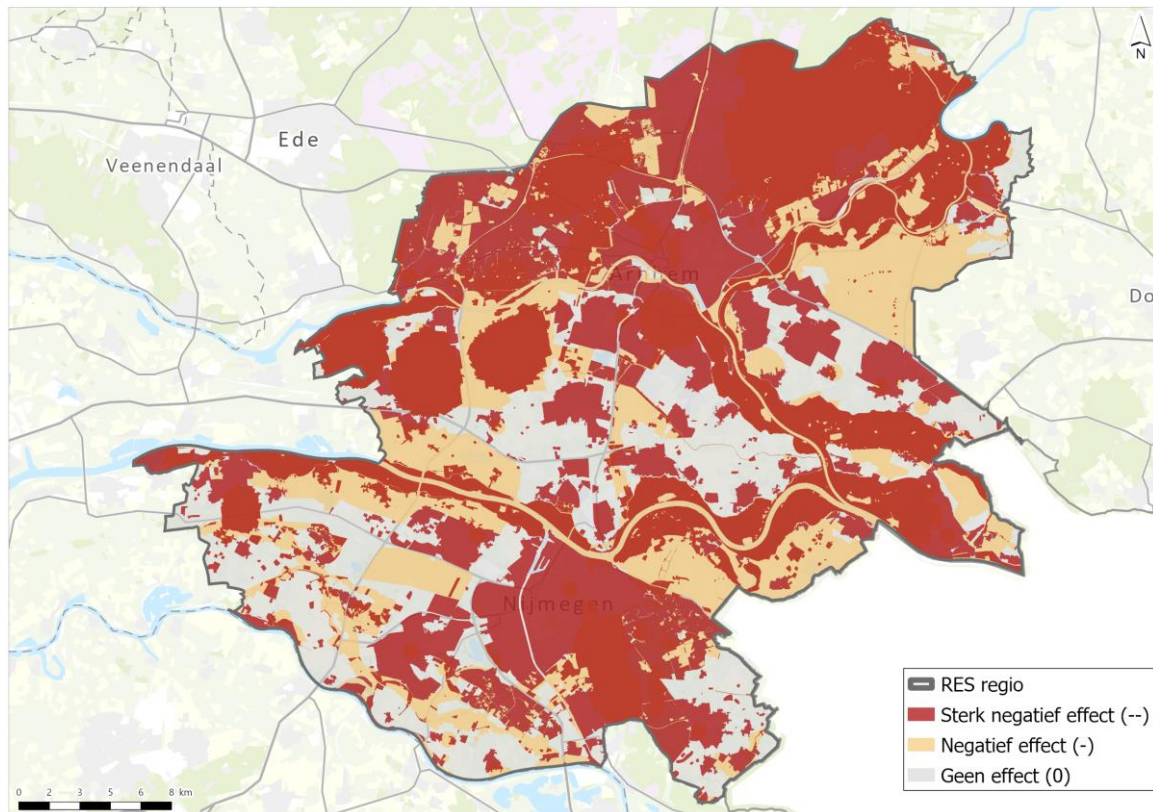 N
Ede
Veenendaal
Arnhem
Do
Nijmegen
RES regio
Sterk negatief effect (--)
Negatief effect (-)
Geen effect (0)
0 2 3 5 6 8 km